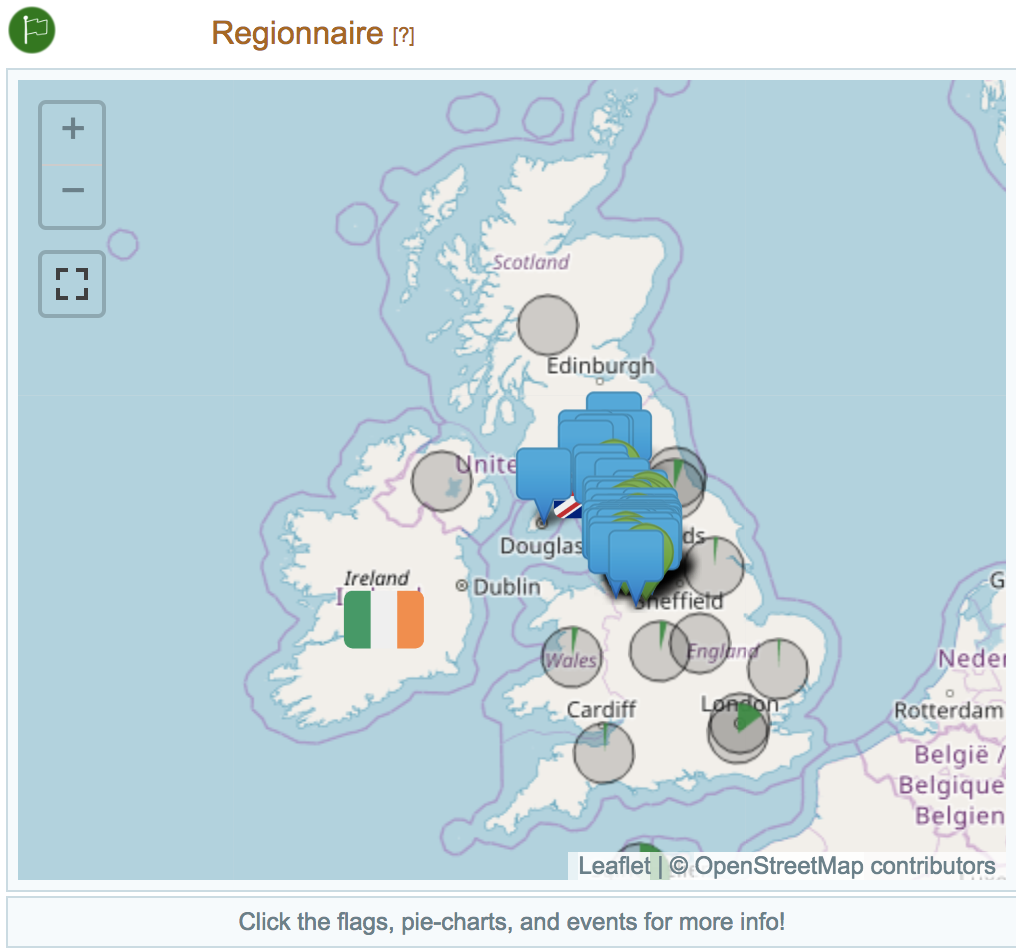 Regionnaire [?]
+
−
Scotland
Edinburgh
Unite
Douglas
ds
Ireland
Dublin
Sheffield
G
Wales
England
Neder
Cardiff
London
Rotterdam
België /
Belgique
Belgien
Leaflet | © OpenStreetMap contributors
Click the flags, pie-charts, and events for more info!